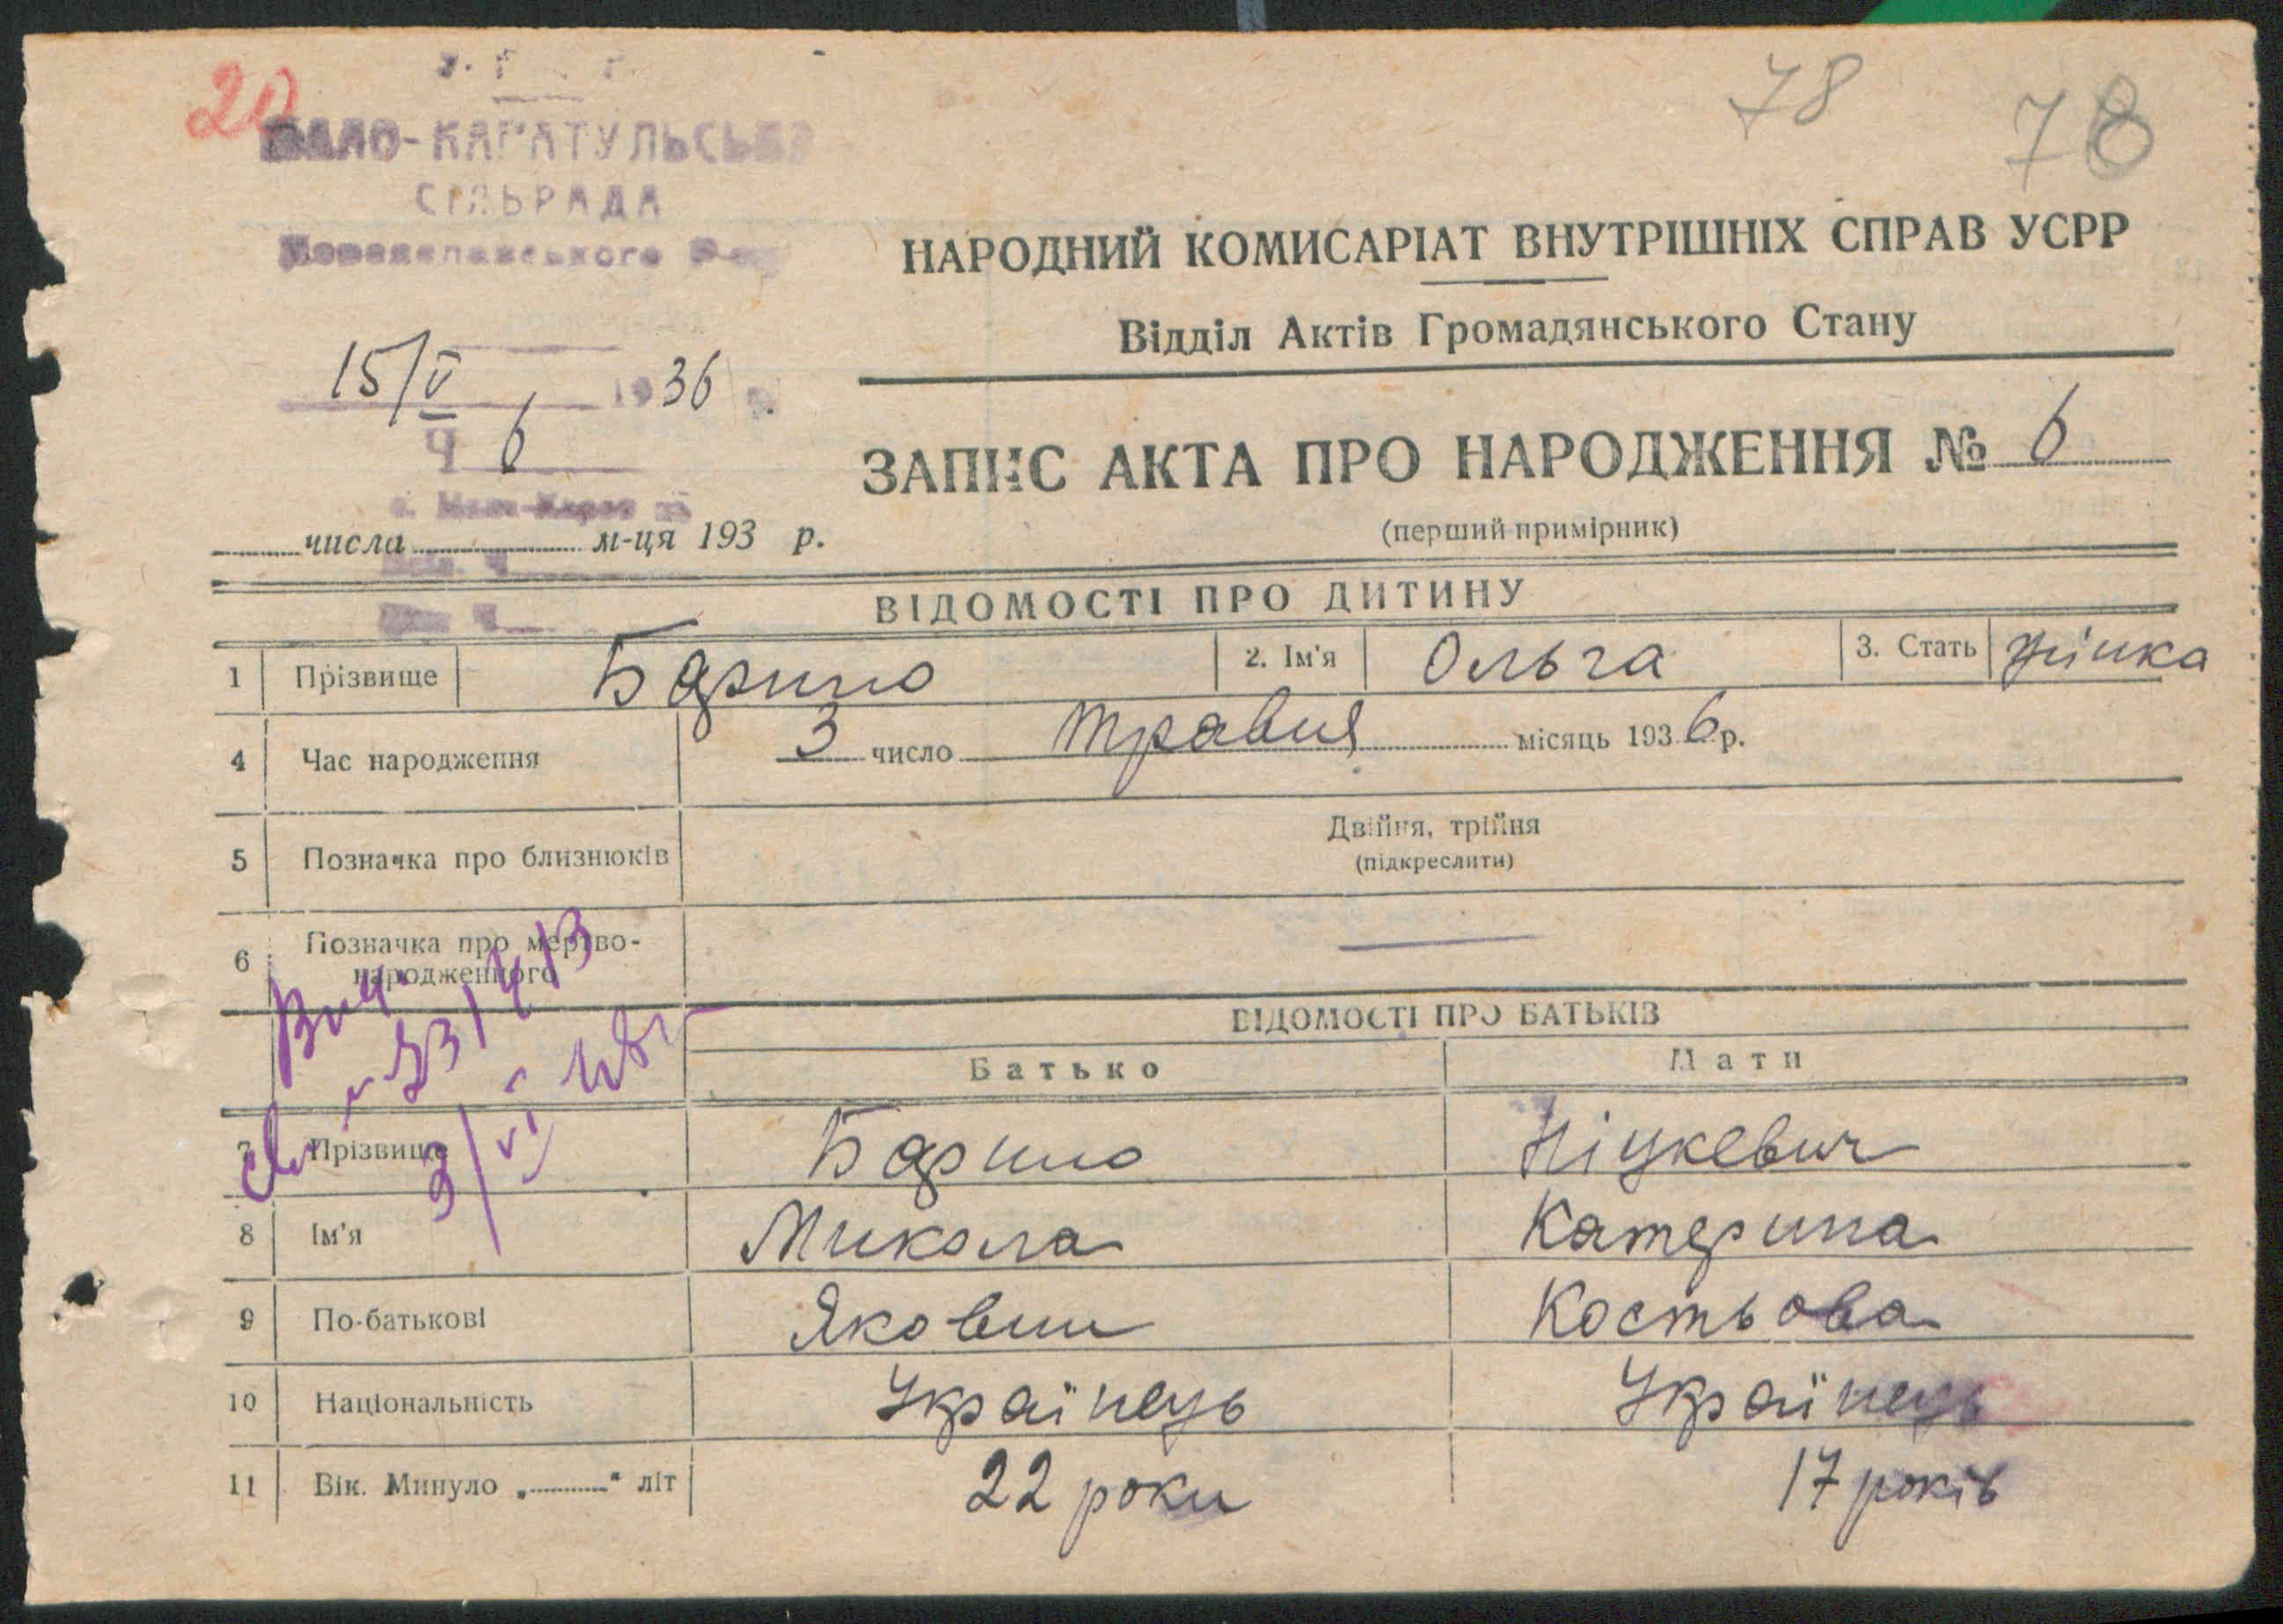 20
78
78
МАЛО-КАРАТУЛЬСЬКА
СІЛЬРАДА
НАРОДНИЙ КОМИСАРІАТ ВНУТРІШНІХ СПРАВ УСРР
Відділ Актів Громадянського Стану
15/V 1936 р.
Ч 6
ЗАПИС АКТА ПРО НАРОДЖЕННЯ № 6
(перший примірник)
числа м-ця 193 р.
ВІДОМОСТІ ПРО ДИТИНУ
1 Прізвище 2. Ім'я Ольга 3. Стать жінка
4 Час народження 3 число травня місяць 1936 р.
5 Позначка про близнюків Двійня, трійня
(підкреслити)
6 Позначка про мертво-
народженного
ВІДОМОСТІ ПРО БАТЬКІВ
Батько Мати
7 Прізвище Ніцкевич
8 Ім'я Микола Катерина
9 По-батькові Якович Костьова
10 Національність Українець Українець
11 Вік. Минуло „ “ літ 22 роки 17 років